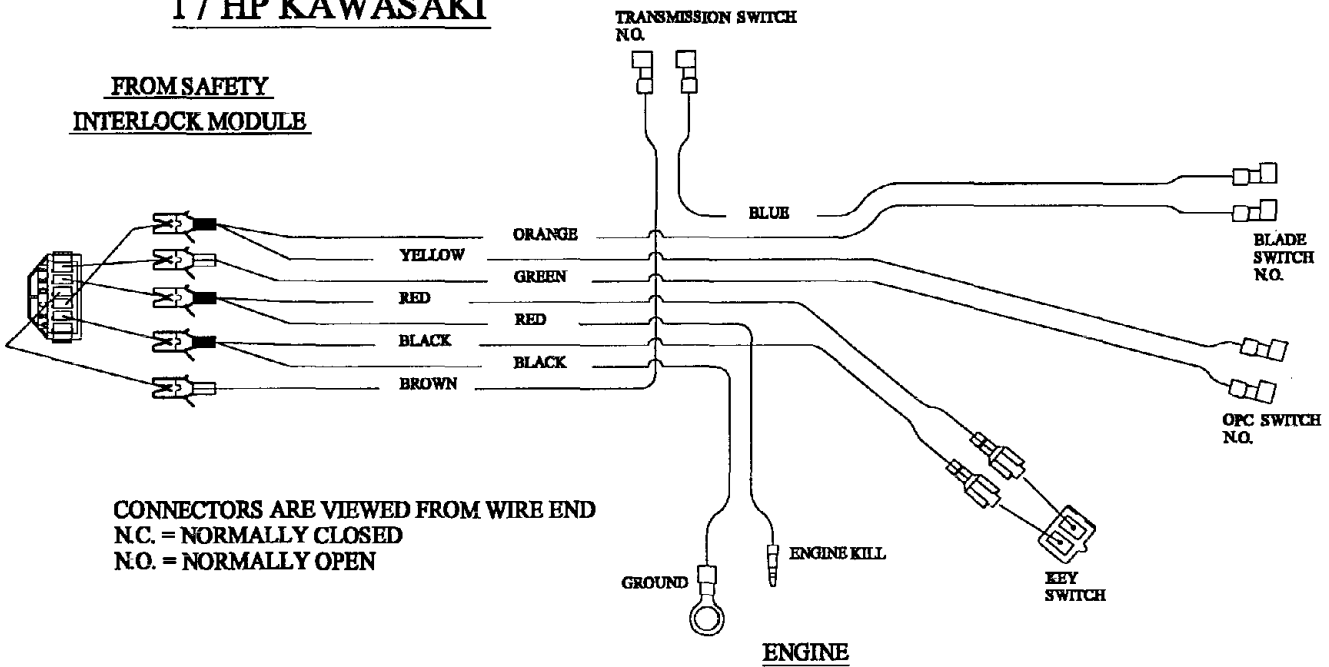 17 HP KAWASAKI
TRANSMISSION SWITCH
N.O.
FROM SAFETY
INTERLOCK MODULE
BLUE
ORANGE
YELLOW
GREEN
RED
RED
BLACK
BLACK
BROWN
BLADE
SWITCH
N.O.
OPC SWITCH
N.O.
CONNECTORS ARE VIEWED FROM WIRE END
N.C. = NORMALLY CLOSED
N.O. = NORMALLY OPEN
ENGINE KILL
GROUND
KEY
SWITCH
ENGINE